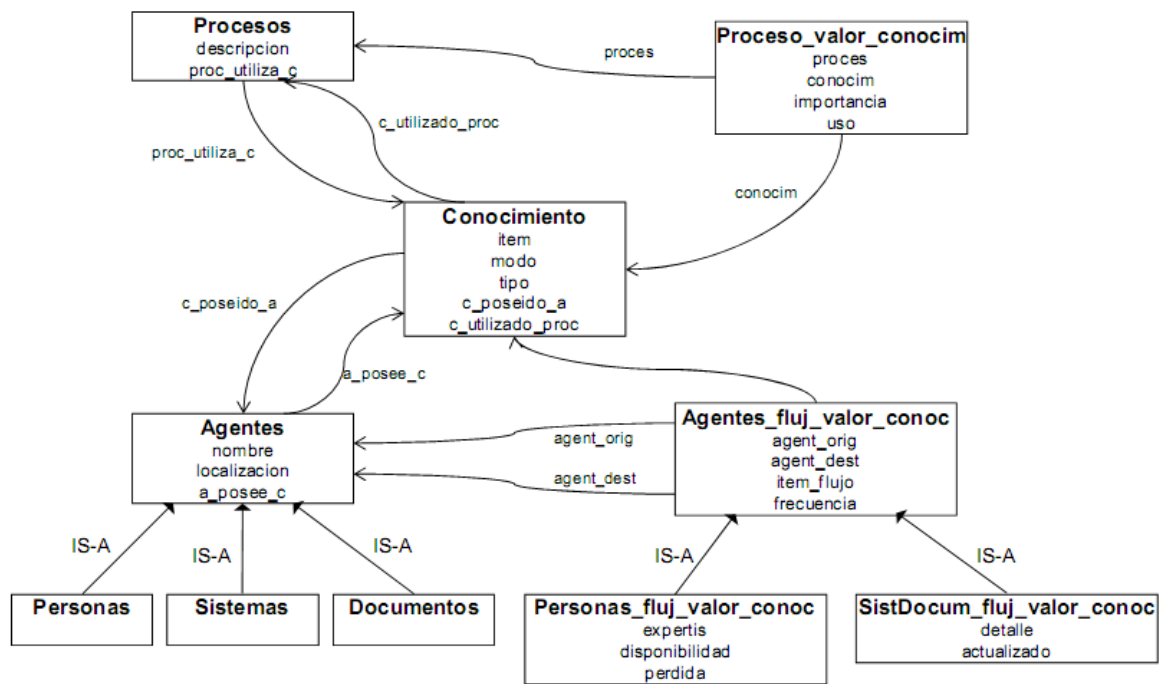 Procesos
descripcion
proc_utiliza_c
proces
Proceso_valor_conocim
proces
conocim
importancia
uso
c_utilizado_proc
proc_utiliza_c
conocim
Conocimiento
item
modo
tipo
c_poseido_a
c_utilizado_proc
c_poseido_a
a_posee_c
Agentes
nombre
localizacion
a_posee_c
agent_orig
agent_dest
Agentes_fluj_valor_conoc
agent_orig
agent_dest
item_flujo
frecuencia
IS-A
IS-A
IS-A
IS-A
IS-A
Personas
Sistemas
Documentos
Personas_fluj_valor_conoc
expertis
disponibilidad
perdida
SistDocum_fluj_valor_conoc
detalle
actualizado